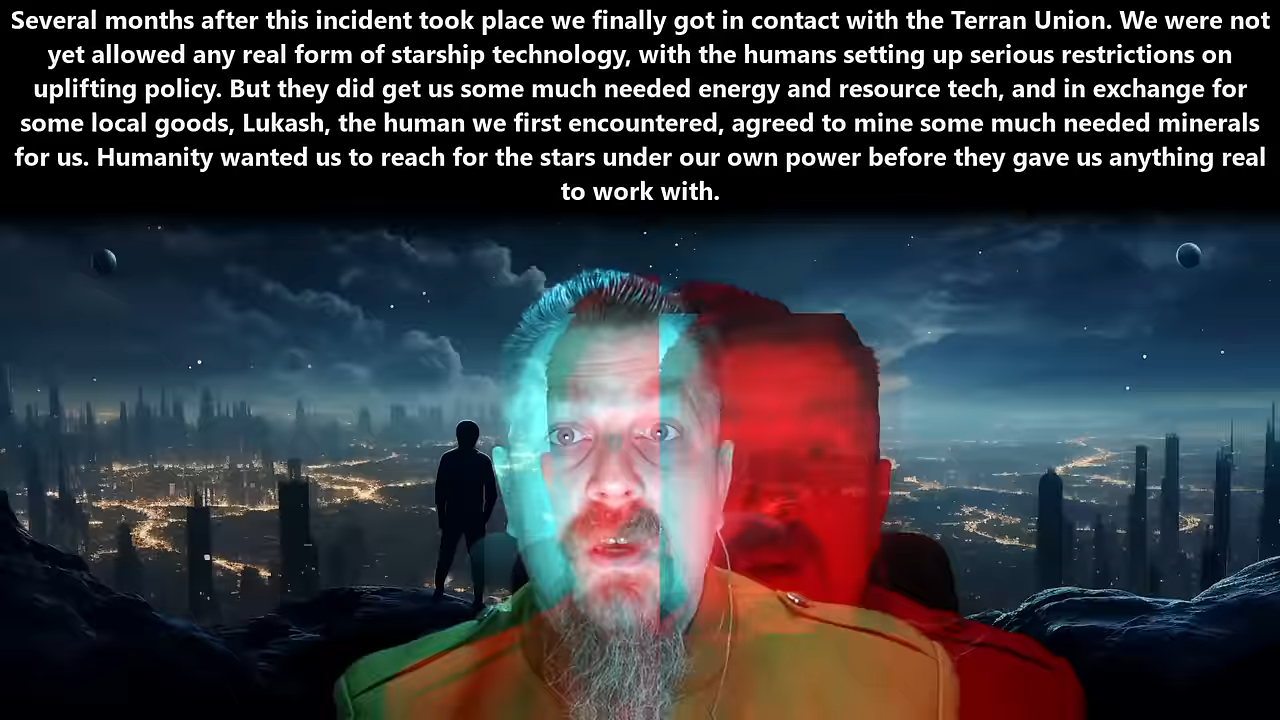 Several months after this incident took place we finally got in contact with the Terran Union. We were not
yet allowed any real form of starship technology, with the humans setting up serious restrictions on
uplifting policy. But they did get us some much needed energy and resource tech, and in exchange for
some local goods, Lukash, the human we first encountered, agreed to mine some much needed minerals
for us. Humanity wanted us to reach for the stars under our own power before they gave us anything real
to work with.